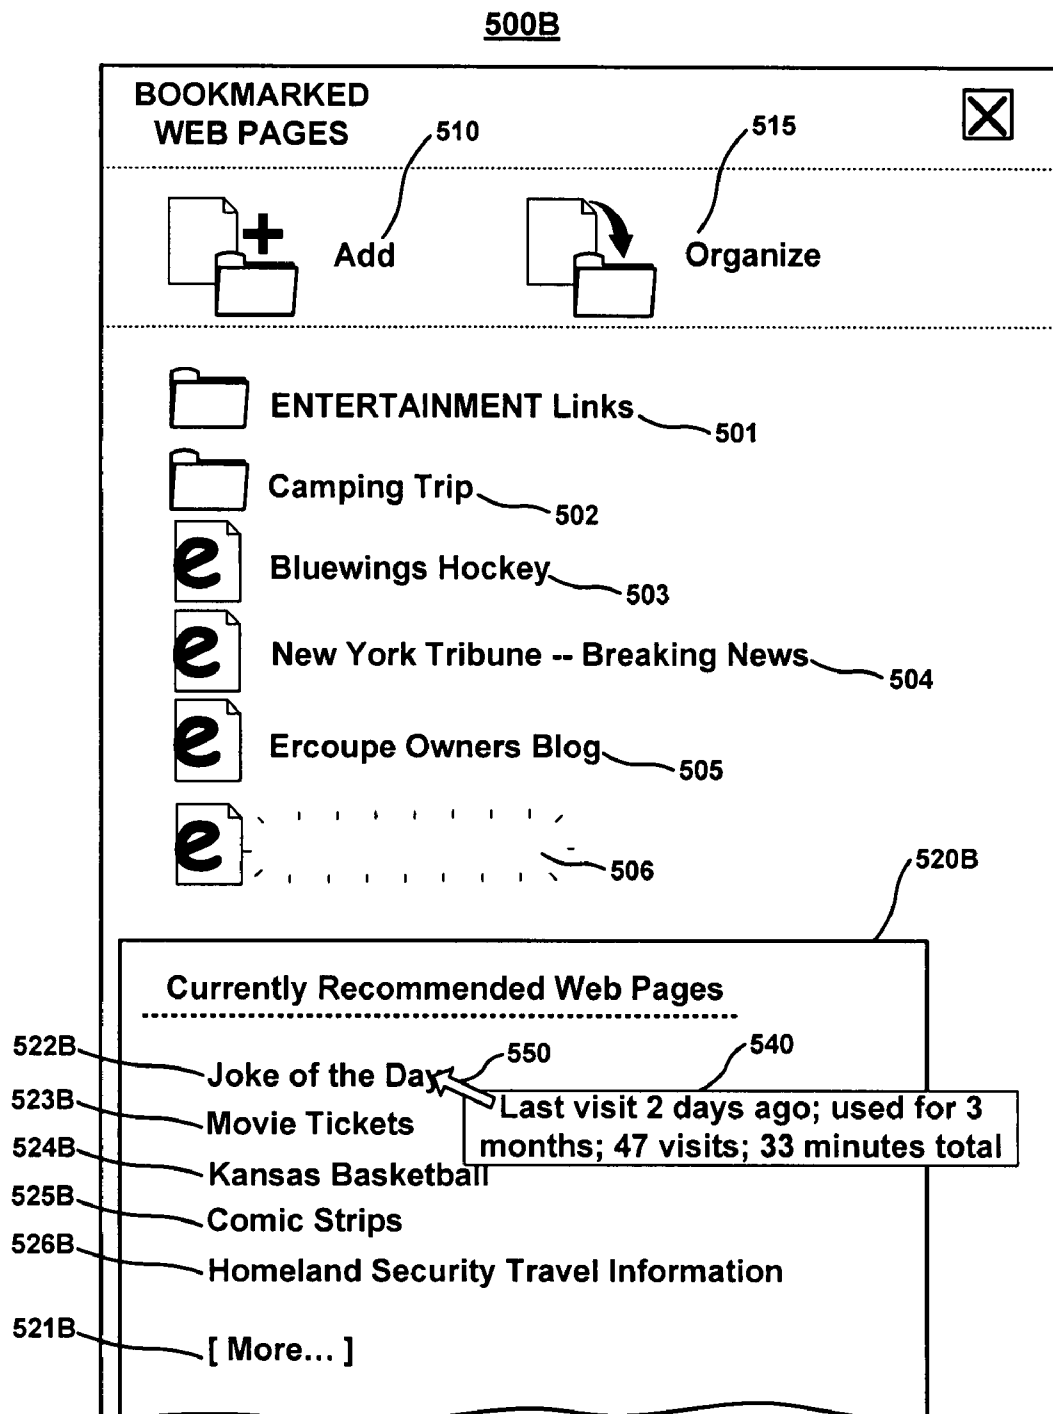 500B
BOOKMARKED
WEB PAGES
510
515
Add
Organize
ENTERTAINMENT Links
501
Camping Trip
502
e
Bluewings Hockey
503
e
New York Tribune -- Breaking News
504
e
Ercoupe Owners Blog
505
e
506
520B
Currently Recommended Web Pages
522B
Joke of the Day
550
540
Last visit 2 days ago; used for 3
months; 47 visits; 33 minutes total
523B
Movie Tickets
524B
Kansas Basketball
525B
Comic Strips
526B
Homeland Security Travel Information
521B
[ More... ]